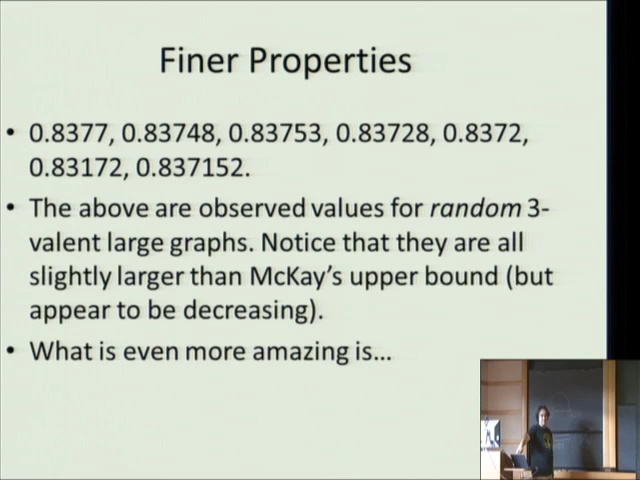 Finer Properties
• 0.8377, 0.83748, 0.83753, 0.83728, 0.8372,
0.83172, 0.837152.
• The above are observed values for random 3-
valent large graphs. Notice that they are all
slightly larger than McKay's upper bound (but
appear to be decreasing).
• What is even more amazing is...